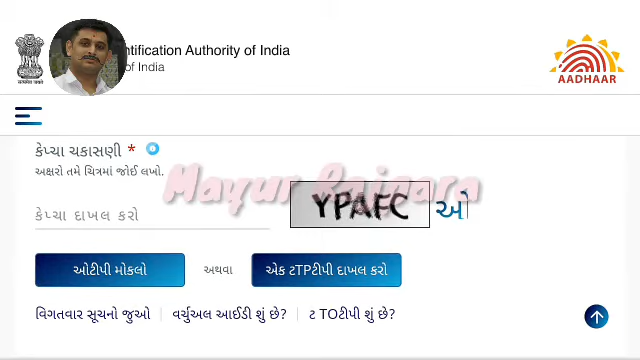 ntification Authority of India
of India
AADHAAR
કેપ્ચા ચકાસણી *
અક્ષરો તમે ચિત્રમાં જોઈ લખો.
Mayur Rajpara
કેપ્ચા દાખલ કરો
YPAFC ઓ
ઓટીપી મોકલો અથવા એક ટTPટીપી દાખલ કરો
વિગતવાર સૂચનો જુઓ વર્ચુઅલ આઈડી શું છે? ટ TOટીપી શું છે?